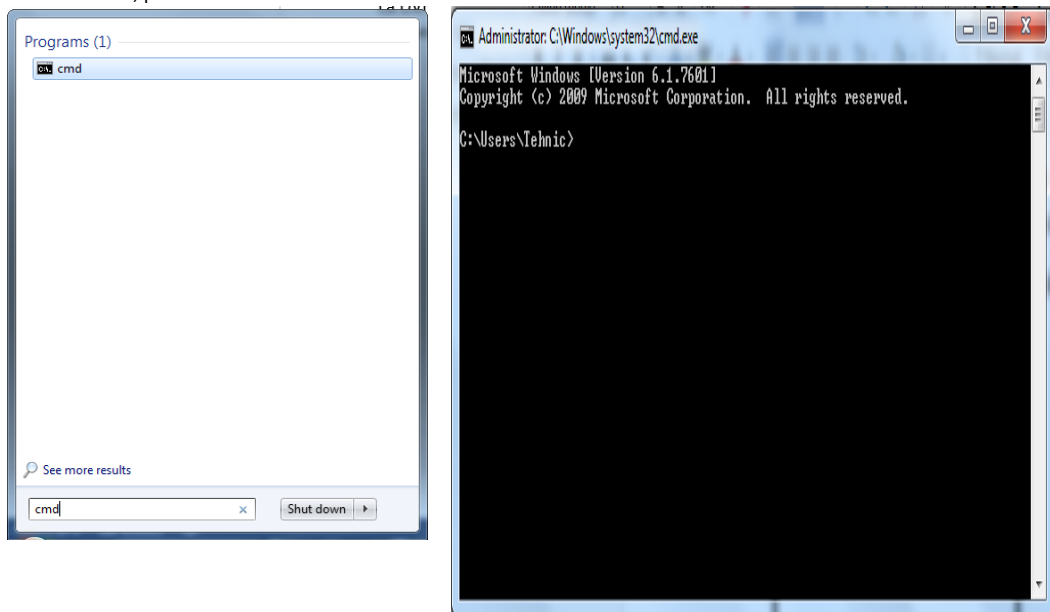 Programs (1)
cmd
See more results
cmd
Shut down
Administrator: C:\Windows\system32\cmd.exe
Microsoft Windows [Version 6.1.7601]
Copyright (c) 2009 Microsoft Corporation.  All rights reserved.
C:\Users\Tehnic>